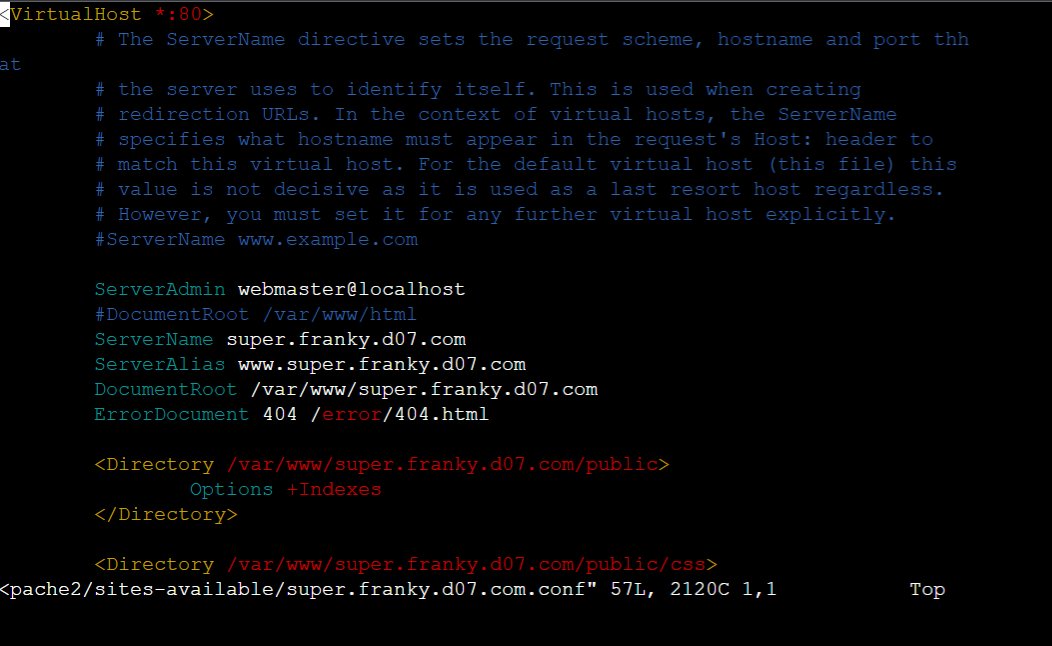 <VirtualHost *:80>
# The ServerName directive sets the request scheme, hostname and port thh
at
# the server uses to identify itself. This is used when creating
# redirection URLs. In the context of virtual hosts, the ServerName
# specifies what hostname must appear in the request's Host: header to
# match this virtual host. For the default virtual host (this file) this
# value is not decisive as it is used as a last resort host regardless.
# However, you must set it for any further virtual host explicitly.
#ServerName www.example.com
ServerAdmin webmaster@localhost
#DocumentRoot /var/www/html
ServerName super.franky.d07.com
ServerAlias www.super.franky.d07.com
DocumentRoot /var/www/super.franky.d07.com
ErrorDocument 404 /error/404.html
<Directory /var/www/super.franky.d07.com/public>
Options +Indexes
</Directory>
<Directory /var/www/super.franky.d07.com/public/css>
<pache2/sites-available/super.franky.d07.com.conf" 57L, 2120C 1,1 Top